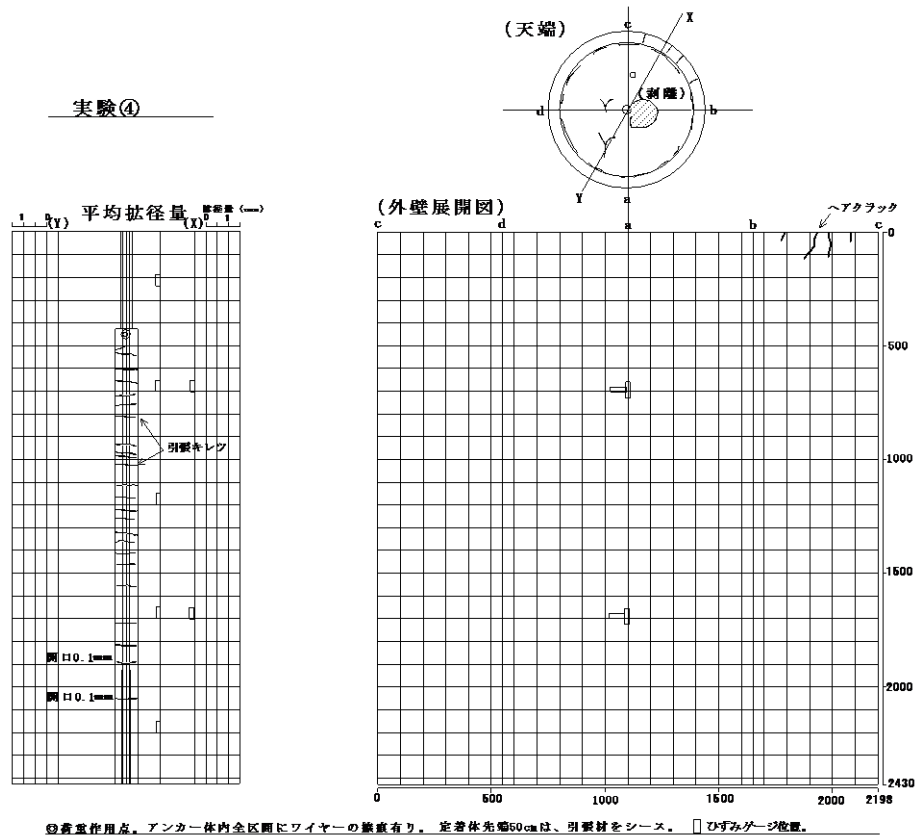 (天端)
c
X
実験④
(剥離)
d
b
Y
a
平均拡径量
拡径量 (mm)
1
0
(Y)
(X)
0
1
(外壁展開図)
c
d
a
b
c
ヘアクラック
0
500
引張キレツ
1000
1500
開口0.1mm
2000
開口0.1mm
2430
0
500
1000
1500
2000
2198
◎荷重作用点。 アンカー体内全区間にワイヤーの痕直有り。 定着体先端50cmは、引張材をシース。 ▯ひずみゲージ位置。